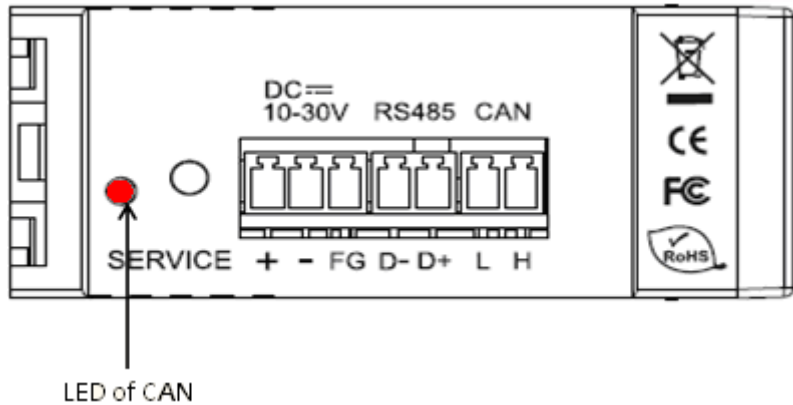 DC
10-30V RS485 CAN
CE
FC
RoHS
SERVICE + - FG D- D+ L H
LED of CAN